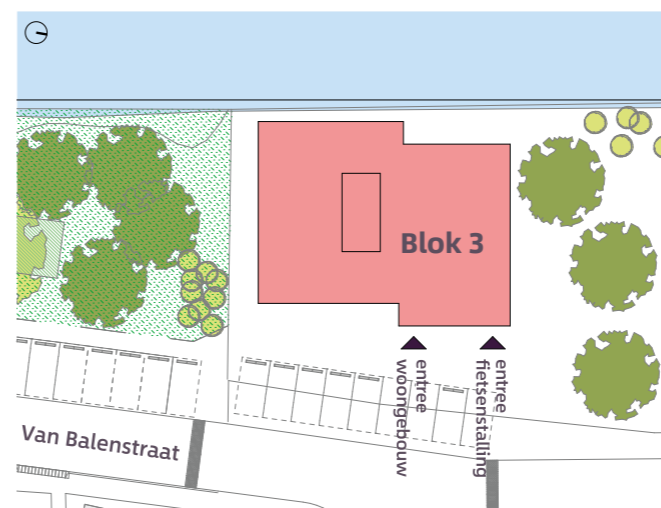 Blok 3
entree
woongebouw
entree
fietsenstalling
Van Balenstraat